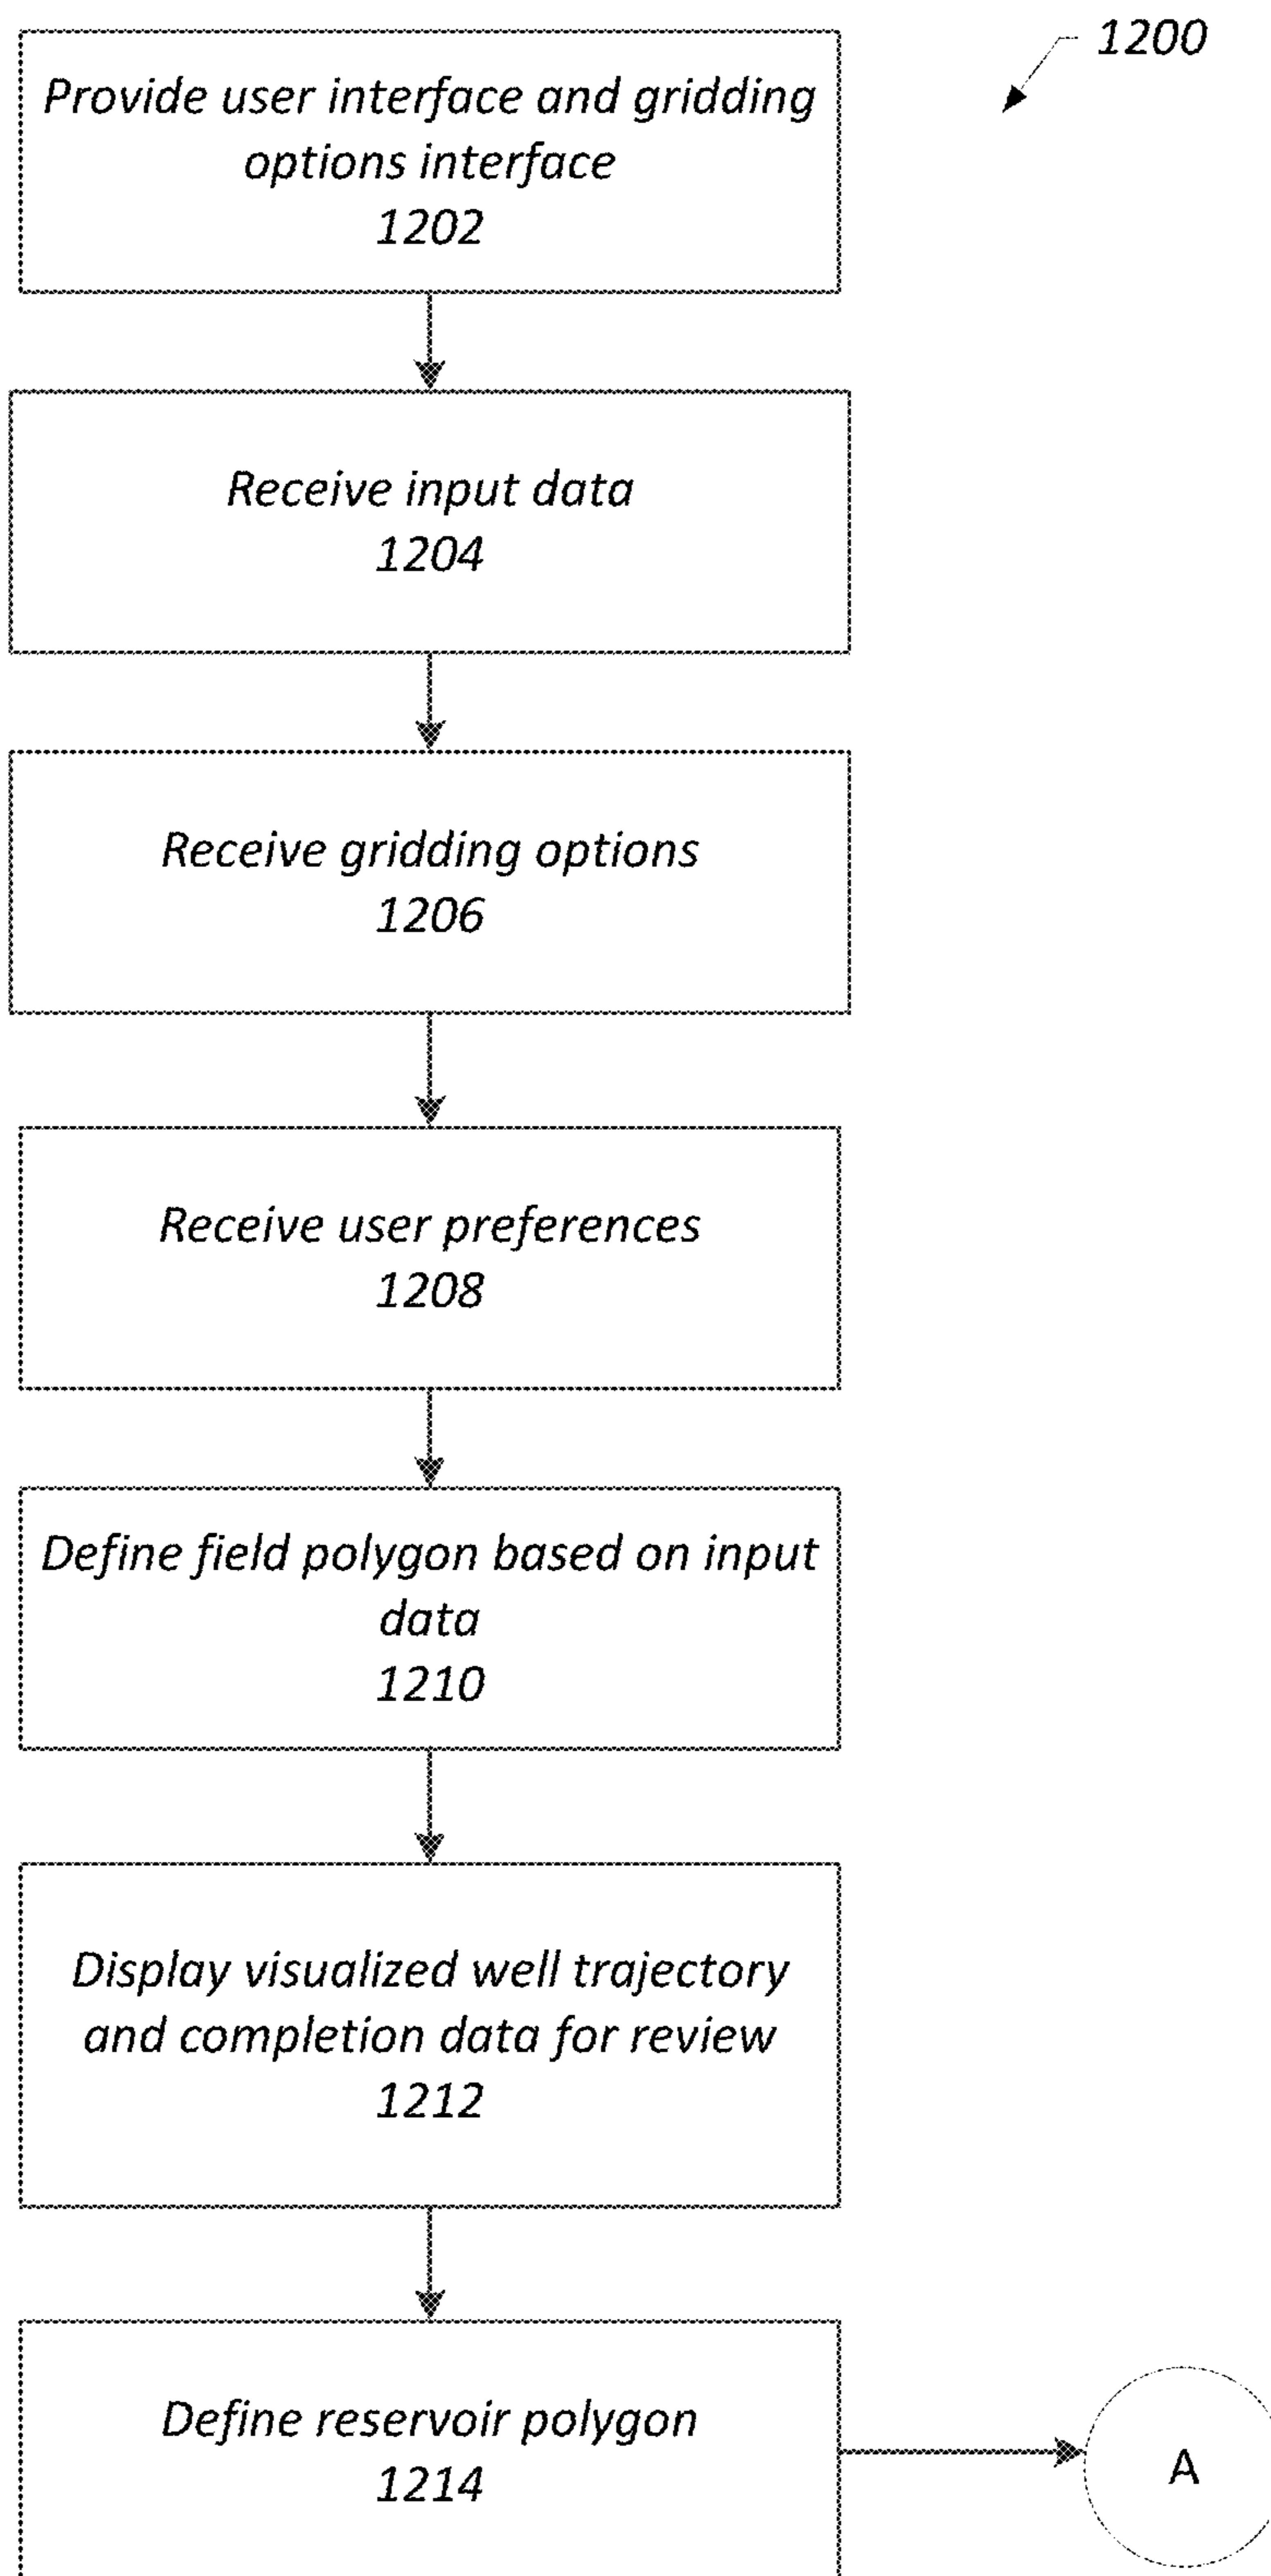 1200
Provide user interface and gridding
options interface
1202
Receive input data
1204
Receive gridding options
1206
Receive user preferences
1208
Define field polygon based on input
data
1210
Display visualized well trajectory
and completion data for review
1212
Define reservoir polygon
1214
A